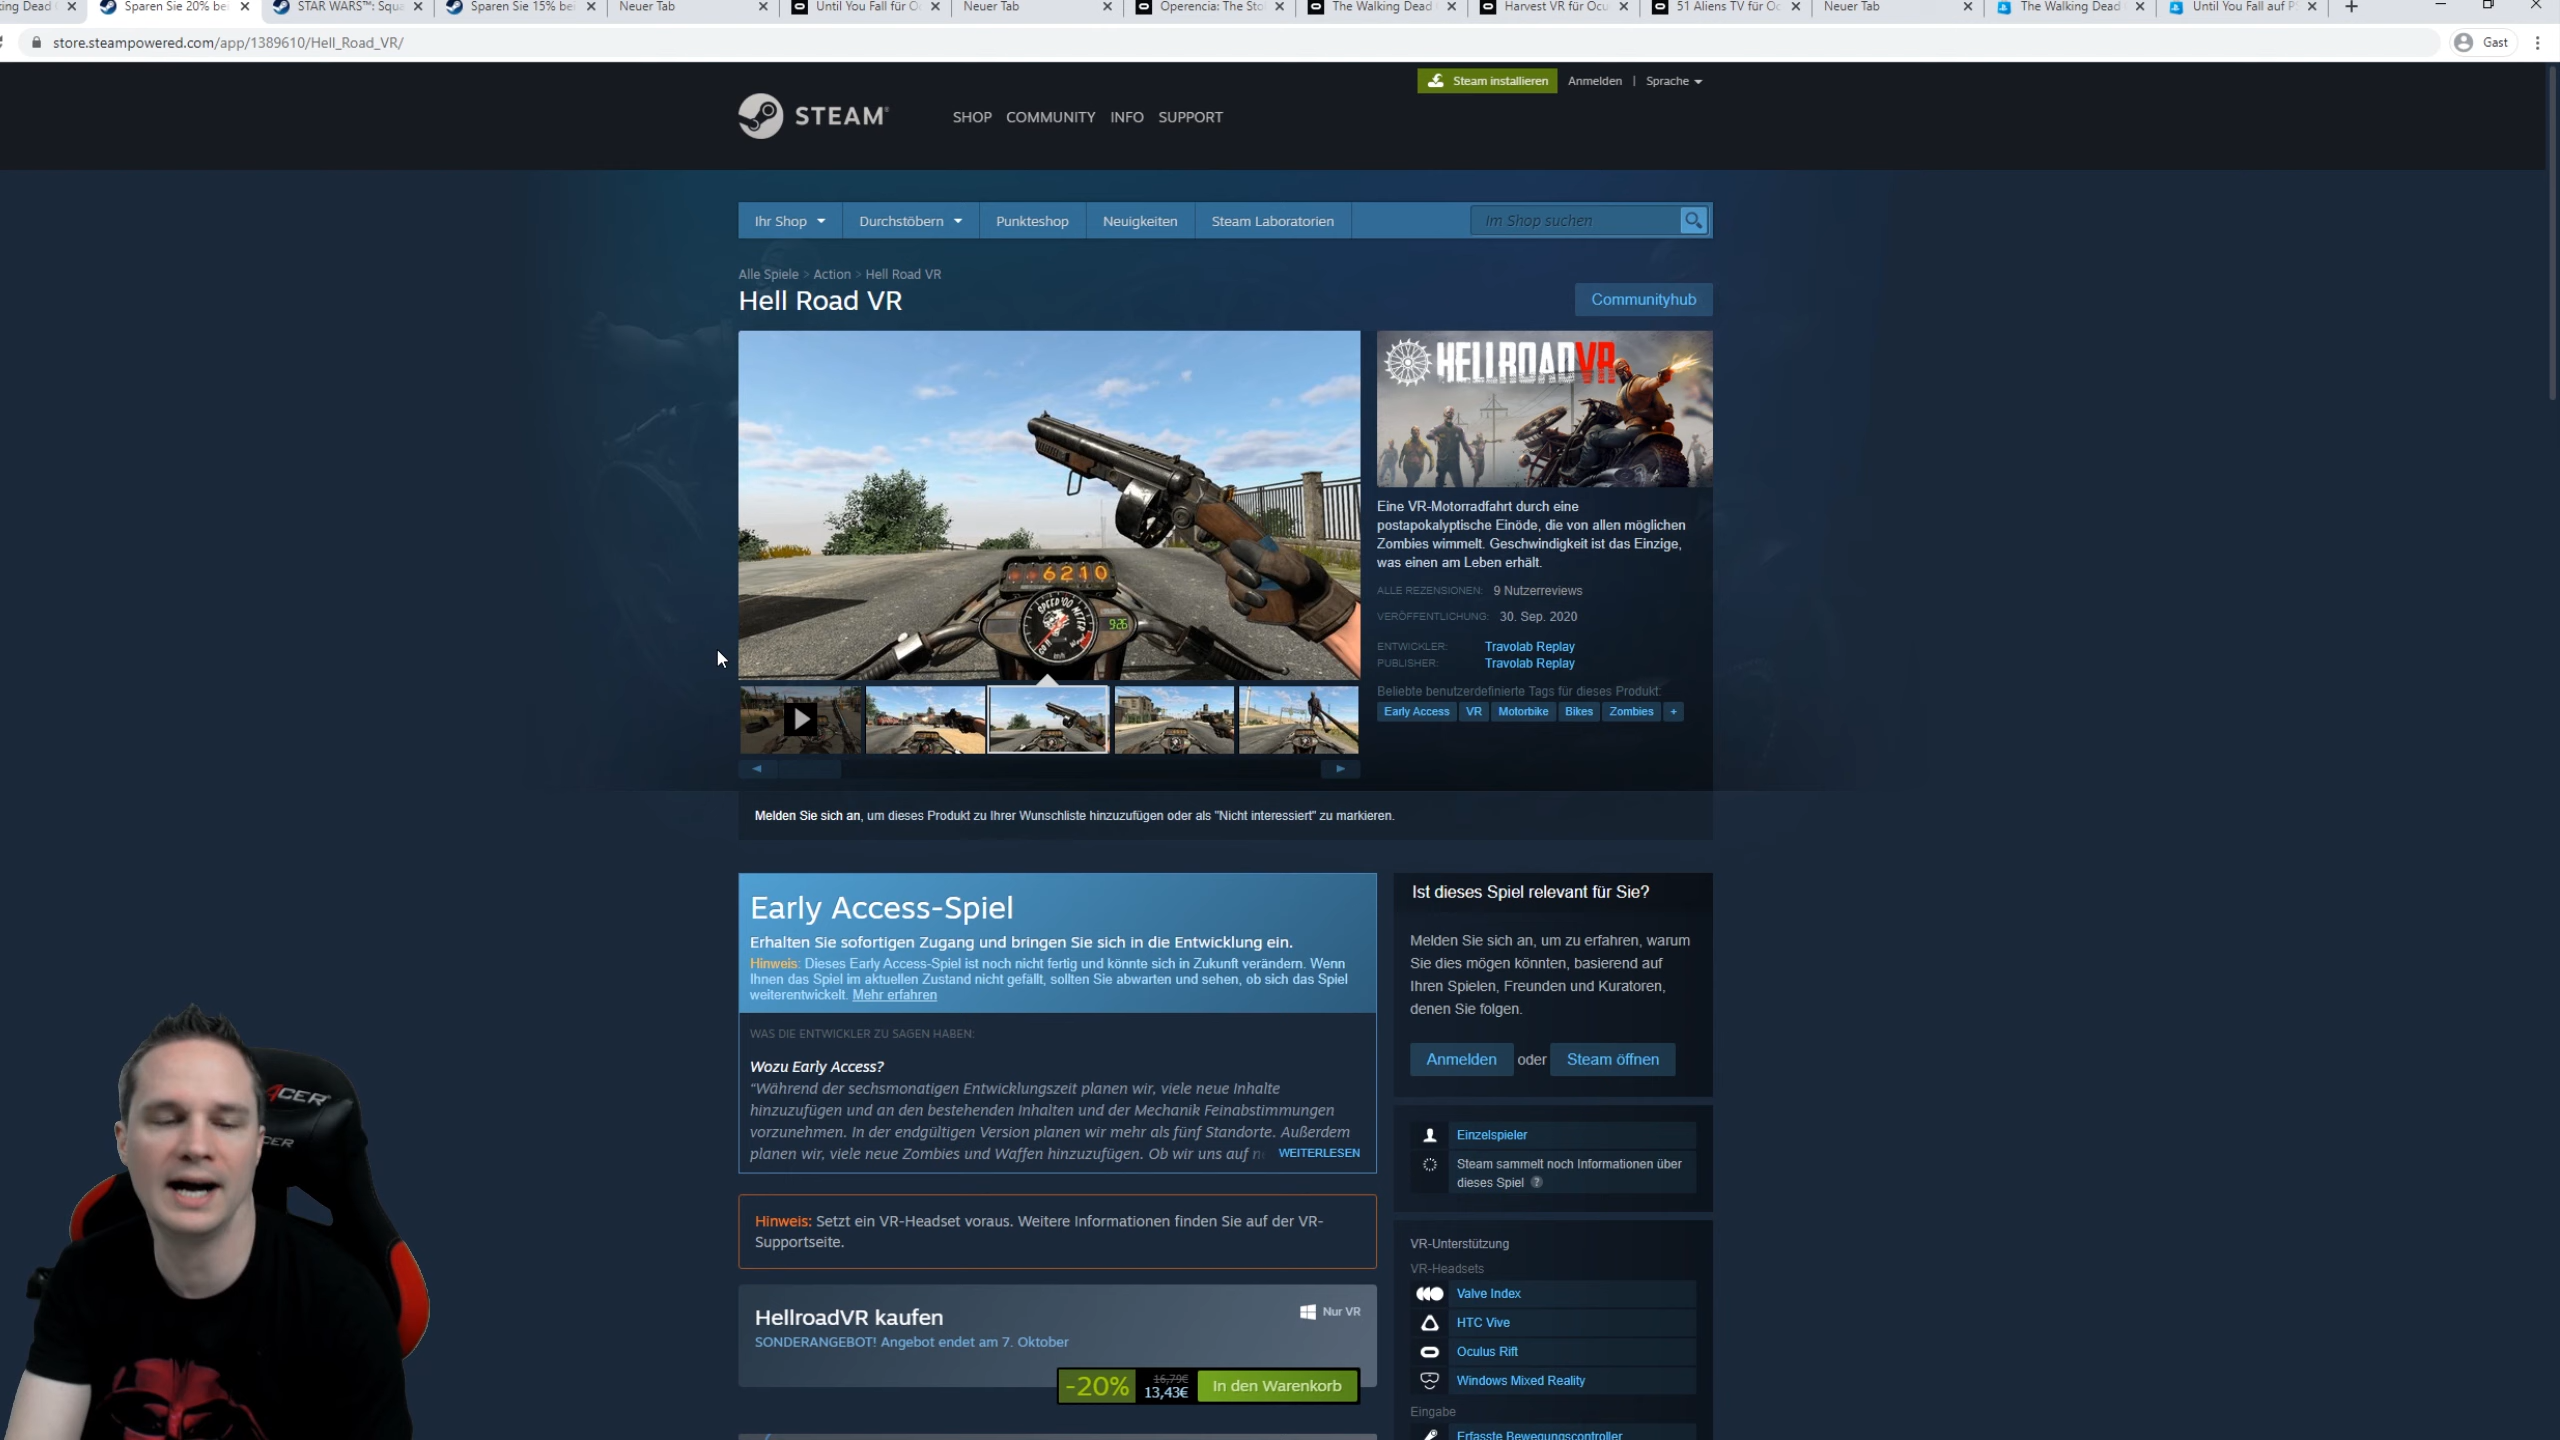 ing Dead
Sparen Sie 20% be
STAR WARS™: Squa
Sparen Sie 15% be
Neuer Tab
Until You Fall für O
Neuer Tab
Operencia: The Sto
The Walking Dead
Harvest VR für Ocu
51 Aliens TV für Oc
Neuer Tab
The Walking Dead
Until You Fall auf P
store.steampowered.com/app/1389610/Hell_Road_VR/
Gast
Steam installieren
Anmelden | Sprache
STEAM®
SHOP COMMUNITY INFO SUPPORT
Ihr Shop Durchstöbern Punkteshop Neuigkeiten Steam Laboratorien
Im Shop suchen
Alle Spiele > Action > Hell Road VR
Hell Road VR
Communityhub
HELLROADVR
6210
SPEED'00 METER
926
Eine VR-Motorradfahrt durch eine
postapokalyptische Einöde, die von allen möglichen
Zombies wimmelt. Geschwindigkeit ist das Einzige,
was einen am Leben erhält.
ALLE REZENSIONEN: 9 Nutzerreviews
VERÖFFENTLICHUNG: 30. Sep. 2020
ENTWICKLER: Travolab Replay
PUBLISHER: Travolab Replay
Beliebte benutzerdefinierte Tags für dieses Produkt:
Early Access VR Motorbike Bikes Zombies +
Melden Sie sich an, um dieses Produkt zu Ihrer Wunschliste hinzuzufügen oder als "Nicht interessiert" zu markieren.
Early Access-Spiel
Erhalten Sie sofortigen Zugang und bringen Sie sich in die Entwicklung ein.
Hinweis: Dieses Early Access-Spiel ist noch nicht fertig und könnte sich in Zukunft verändern. Wenn
Ihnen das Spiel im aktuellen Zustand nicht gefällt, sollten Sie abwarten und sehen, ob sich das Spiel
weiterentwickelt. Mehr erfahren
WAS DIE ENTWICKLER ZU SAGEN HABEN:
Wozu Early Access?
"Während der sechsmonatigen Entwicklungszeit planen wir, viele neue Inhalte
hinzuzufügen und an den bestehenden Inhalten und der Mechanik Feinabstimmungen
vorzunehmen. In der endgültigen Version planen wir mehr als fünf Standorte. Außerdem
planen wir, viele neue Zombies und Waffen hinzuzufügen. Ob wir uns auf n WEITERLESEN
Hinweis: Setzt ein VR-Headset voraus. Weitere Informationen finden Sie auf der VR-
Supportseite.
HellroadVR kaufen
Nur VR
SONDERANGEBOT! Angebot endet am 7. Oktober
-20% 16,79€ 13,43€ In den Warenkorb
Ist dieses Spiel relevant für Sie?
Melden Sie sich an, um zu erfahren, warum
Sie dies mögen könnten, basierend auf
Ihren Spielen, Freunden und Kuratoren,
denen Sie folgen.
Anmelden oder Steam öffnen
Einzelspieler
Steam sammelt noch Informationen über
dieses Spiel ?
VR-Unterstützung
VR-Headsets
Valve Index
HTC Vive
Oculus Rift
Windows Mixed Reality
Eingabe
Erfasste Bewegungscontroller
ACER
CER